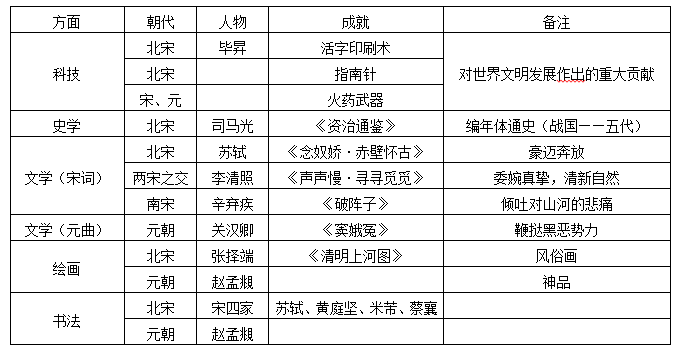 方面 朝代 人物 成就 备注
科技 北宋 毕昇 活字印刷术 对世界文明发展作出的重大贡献
北宋 指南针
宋、元 火药武器
史学 北宋 司马光 《资治通鉴》 编年体通史（战国——五代）
文学（宋词） 北宋 苏轼 《念奴娇·赤壁怀古》 豪迈奔放
两宋之交 李清照 《声声慢·寻寻觅觅》 委婉真挚，清新自然
南宋 辛弃疾 《破阵子》 倾吐对山河的悲痛
文学（元曲） 元朝 关汉卿 《窦娥冤》 鞭挞黑恶势力
绘画 北宋 张择端 《清明上河图》 风俗画
元朝 赵孟頫 神品
书法 北宋 宋四家 苏轼、黄庭坚、米芾、蔡襄
元朝 赵孟頫